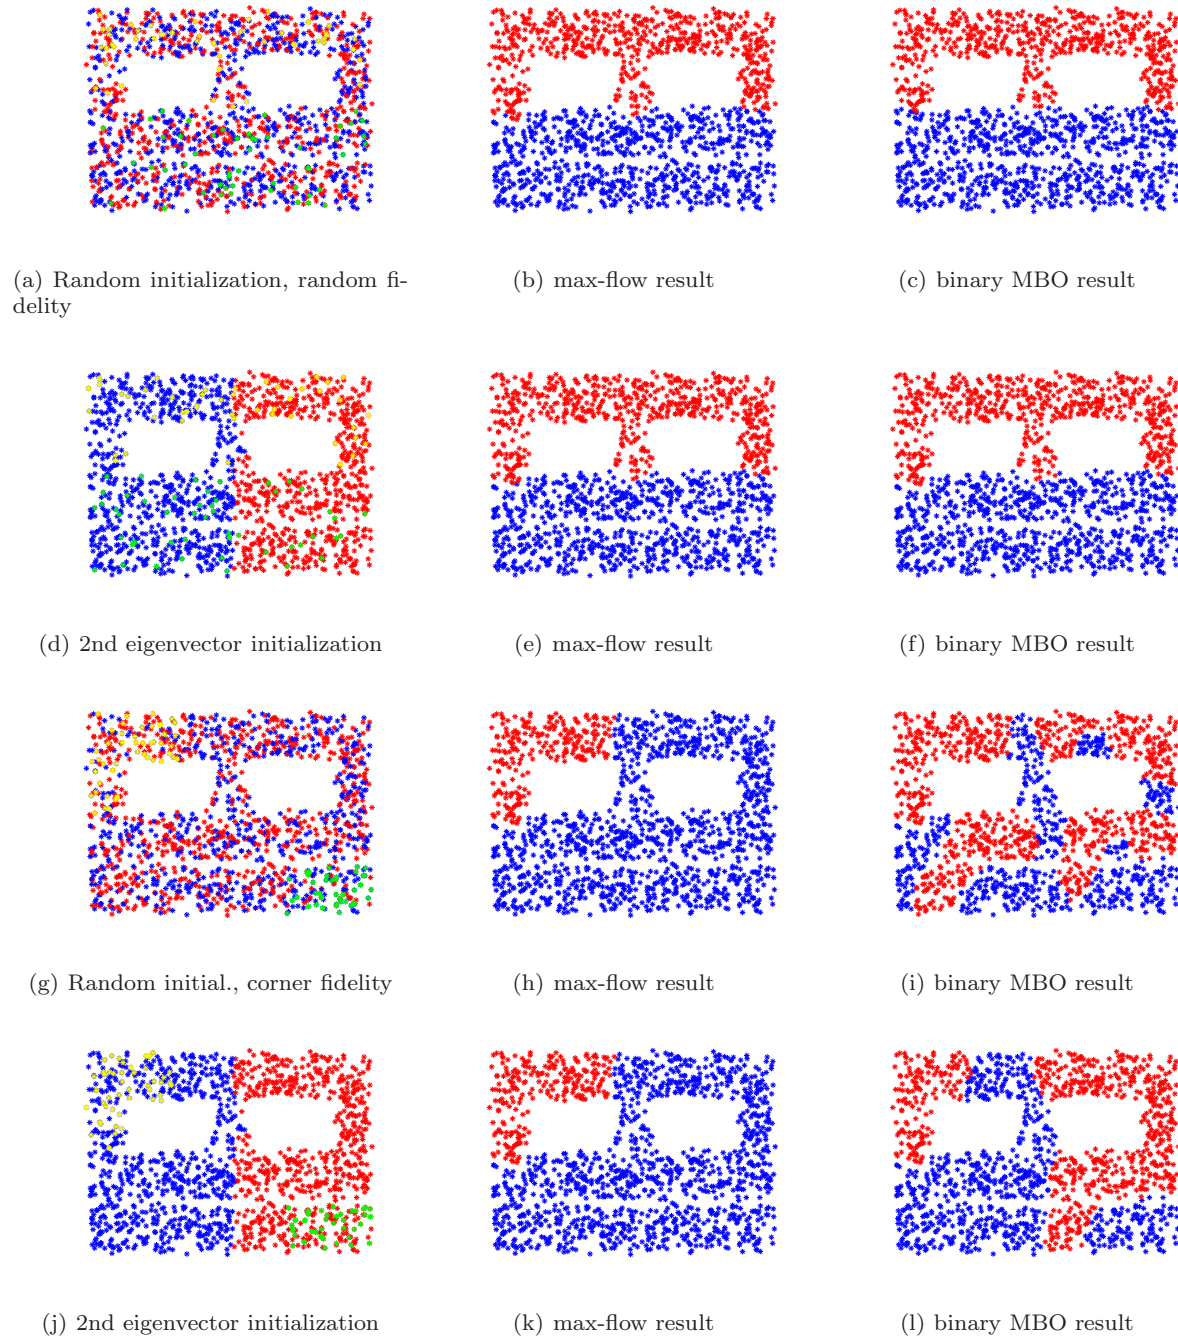 (a) Random initialization, random fi-
delity
(b) max-flow result
(c) binary MBO result
(d) 2nd eigenvector initialization
(e) max-flow result
(f) binary MBO result
(g) Random initial., corner fidelity
(h) max-flow result
(i) binary MBO result
(j) 2nd eigenvector initialization
(k) max-flow result
(l) binary MBO result